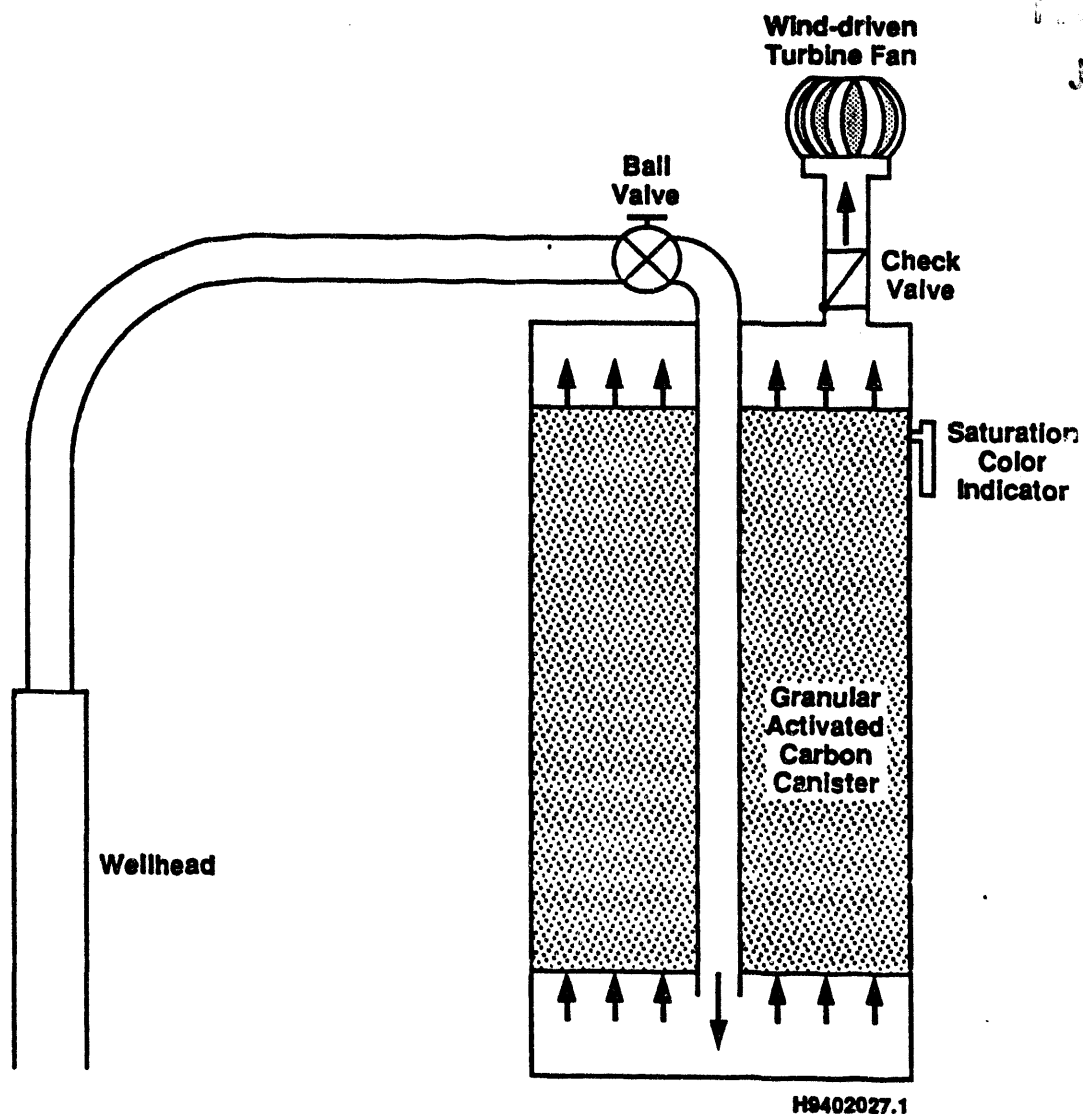 Wind-driven
Turbine Fan
Ball
Valve
Check
Valve
Saturation
Color
Indicator
Granular
Activated
Carbon
Canister
Wellhead
H9402027.1